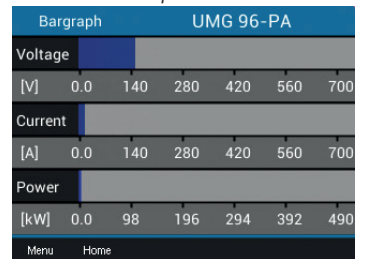 Bargraph UMG 96-PA
Voltage
[V] 0.0 140 280 420 560 700
Current
[A] 0.0 140 280 420 560 700
Power
[kW] 0.0 98 196 294 392 490
Menu Home